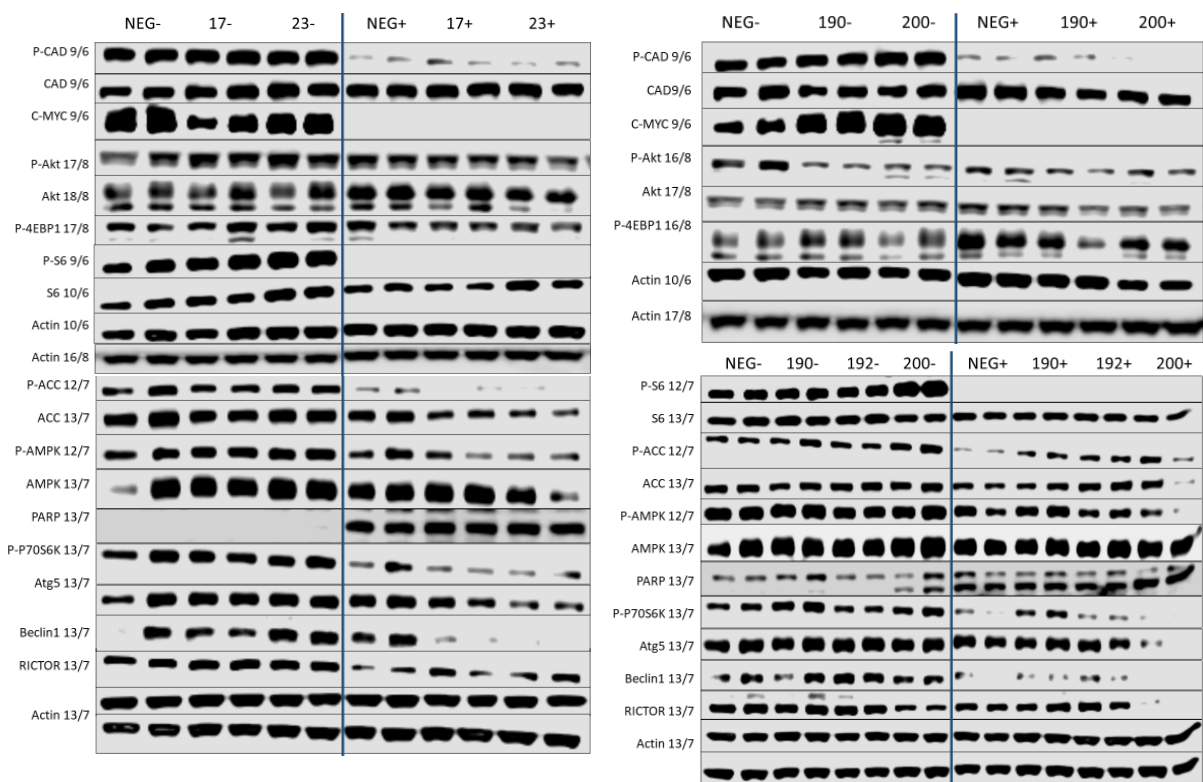 NEG- 17- 23- NEG+ 17+ 23+
P-CAD 9/6
CAD 9/6
C-MYC 9/6
P-Akt 17/8
Akt 18/8
P-4EBP1 17/8
P-S6 9/6
S6 10/6
Actin 10/6
Actin 16/8
P-ACC 12/7
ACC 13/7
P-AMPK 12/7
AMPK 13/7
PARP 13/7
P-P70S6K 13/7
Atg5 13/7
Beclin1 13/7
RICTOR 13/7
Actin 13/7
NEG- 190- 200- NEG+ 190+ 200+
P-CAD 9/6
CAD9/6
C-MYC 9/6
P-Akt 16/8
Akt 17/8
P-4EBP1 16/8
Actin 10/6
Actin 17/8
NEG- 190- 192- 200- NEG+ 190+ 192+ 200+
P-S6 12/7
S6 13/7
P-ACC 12/7
ACC 13/7
P-AMPK 12/7
AMPK 13/7
PARP 13/7
P-P70S6K 13/7
Atg5 13/7
Beclin1 13/7
RICTOR 13/7
Actin 13/7